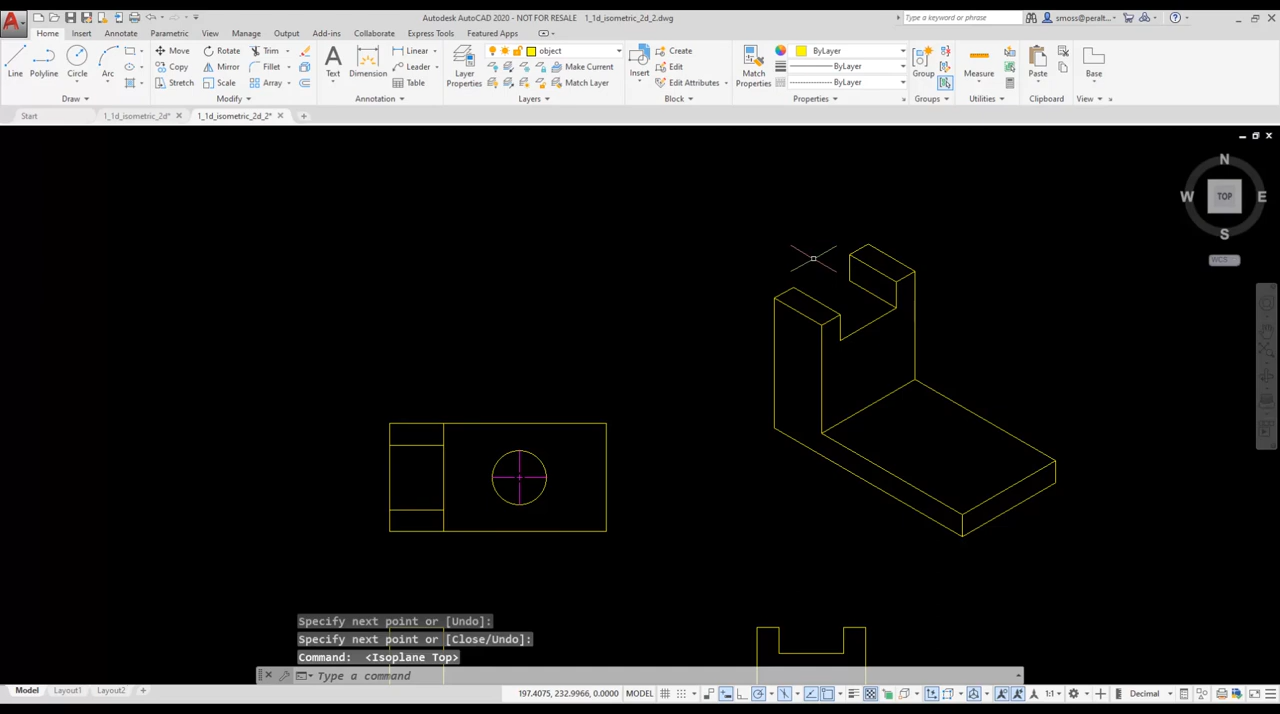 A Autodesk AutoCAD 2020 - NOT FOR RESALE 1_1d_isometric_2d_2.dwg Type a keyword or phrase smoss@peralt...
Home Insert Annotate Parametric View Manage Output Add-ins Collaborate Express Tools Featured Apps
Line Polyline Circle Arc Move Rotate Trim Text Dimension Linear Layer Properties object Insert Create Match Properties ByLayer Group Measure Paste Base
Copy Mirror Fillet Leader Make Current Edit ByLayer
Stretch Scale Array Table Match Layer Edit Attributes ByLayer
Draw Modify Annotation Layers Block Properties Groups Utilities Clipboard View
Start 1_1d_isometric_2d* 1_1d_isometric_2d_2*
N
W TOP E
S
WCS
Specify next point or [Undo]:
Specify next point or [Close/Undo]:
Command: <Isoplane Top>
Type a command
Model Layout1 Layout2 197.4075, 232.9966, 0.0000 MODEL 1:1 Decimal